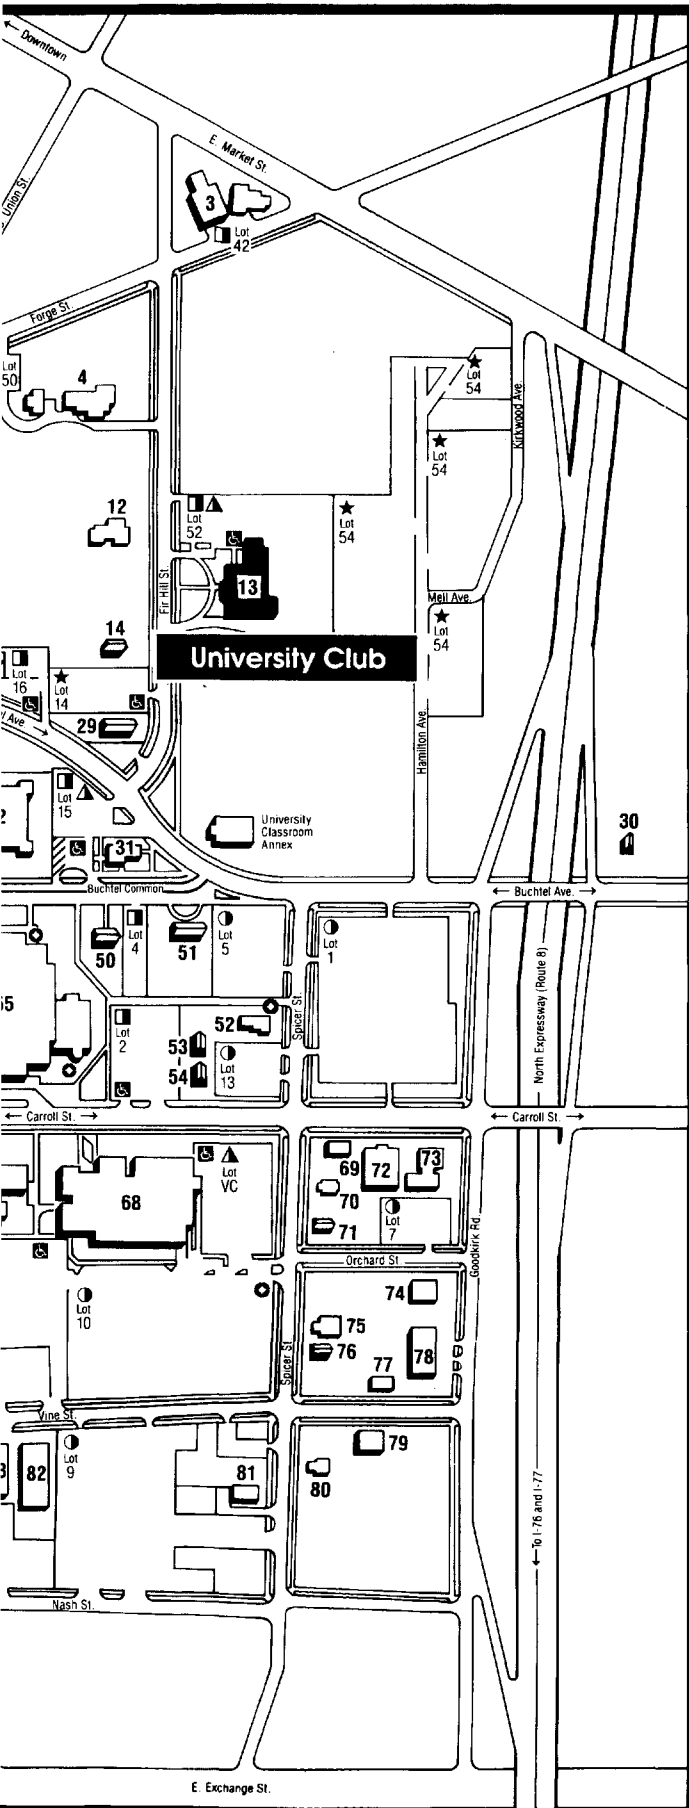 ← Downtown
E. Market St.
Union St.
3
Lot
42
Forge St.
Lot
50
4
Lot
54
Kirkwood Ave.
Lot
54
12
Lot
52
Lot
54
13
Fir Hill St.
Mell Ave.
14
Lot
54
University Club
Lot
16
Lot
14
Ave. →
29
Hamilton Ave.
Lot
15
2
University
Classroom
Annex
30
31
Buchtel Common
← Buchtel Ave. →
50
Lot
4
51
Lot
5
Lot
1
55
Lot
2
52
Spicer St.
53
54
Lot
13
North Expressway (Route 8)
← Carroll St. →
← Carroll St. →
68
Lot
VC
69
72
73
70
71
Lot
7
Orchard St.
Goodkirk Rd.
Lot
10
74
75
76
78
77
Spicer St.
Vine St.
82
Lot
9
81
79
80
←To I-76 and I-77
Nash St.
E. Exchange St.